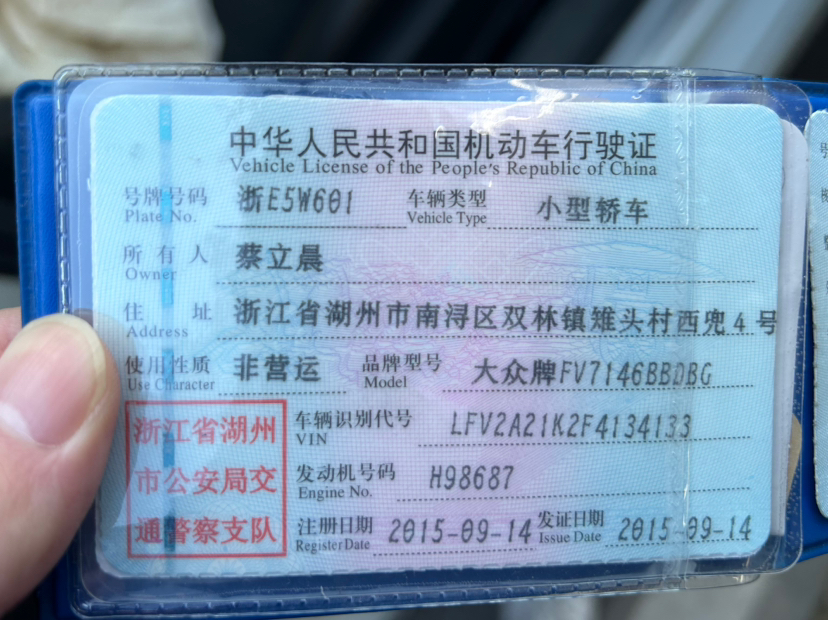 中华人民共和国机动车行驶证
Vehicle License of the People's Republic of China
号牌号码 浙E5W601 车辆类型 小型轿车
Plate No. Vehicle Type
所有人 蔡立晨
Owner
住址 浙江省湖州市南浔区双林镇雉头村西兜4号
Address
使用性质 非营运 品牌型号 大众牌FV7146BBDBG
Use Character Model
浙江省湖州
市公安局交
通警察支队
车辆识别代号 LFV2A21K2F4134133
VIN
发动机号码 H98687
Engine No.
注册日期 2015-09-14 发证日期 2015-09-14
Register Date Issue Date